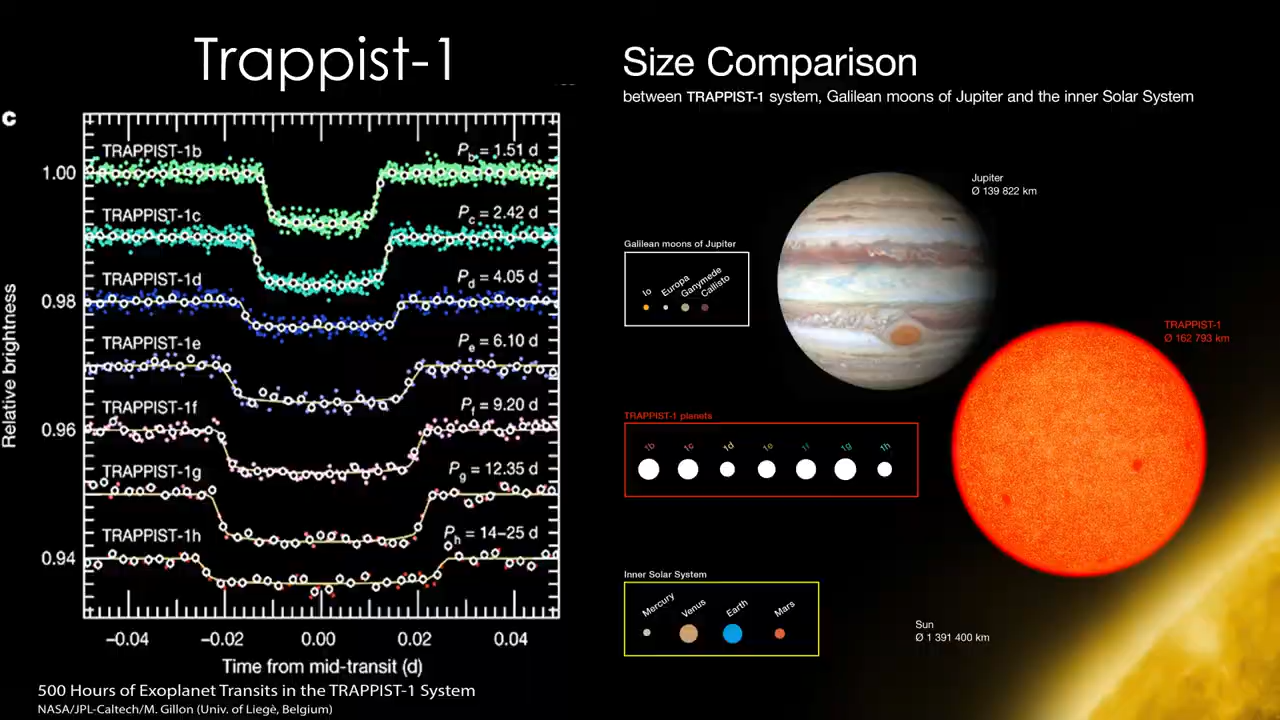 Trappist-1
c
TRAPPIST-1b
P_b = 1.51 d
1.00
TRAPPIST-1c
P_c = 2.42 d
TRAPPIST-1d
P_d = 4.05 d
0.98
TRAPPIST-1e
P_e = 6.10 d
TRAPPIST-1f
P_f = 9.20 d
0.96
TRAPPIST-1g
P_g = 12.35 d
TRAPPIST-1h
P_h = 14–25 d
0.94
Relative brightness
−0.04 −0.02 0.00 0.02 0.04
Time from mid-transit (d)
500 Hours of Exoplanet Transits in the TRAPPIST-1 System
NASA/JPL-Caltech/M. Gillon (Univ. of Liegè, Belgium)
Size Comparison
between TRAPPIST-1 system, Galilean moons of Jupiter and the inner Solar System
Jupiter
Ø 139 822 km
Galilean moons of Jupiter
Io Europa Ganymede Callisto
TRAPPIST-1
Ø 162 793 km
TRAPPIST-1 planets
1b 1c 1d 1e 1f 1g 1h
Inner Solar System
Mercury Venus Earth Mars
Sun
Ø 1 391 400 km